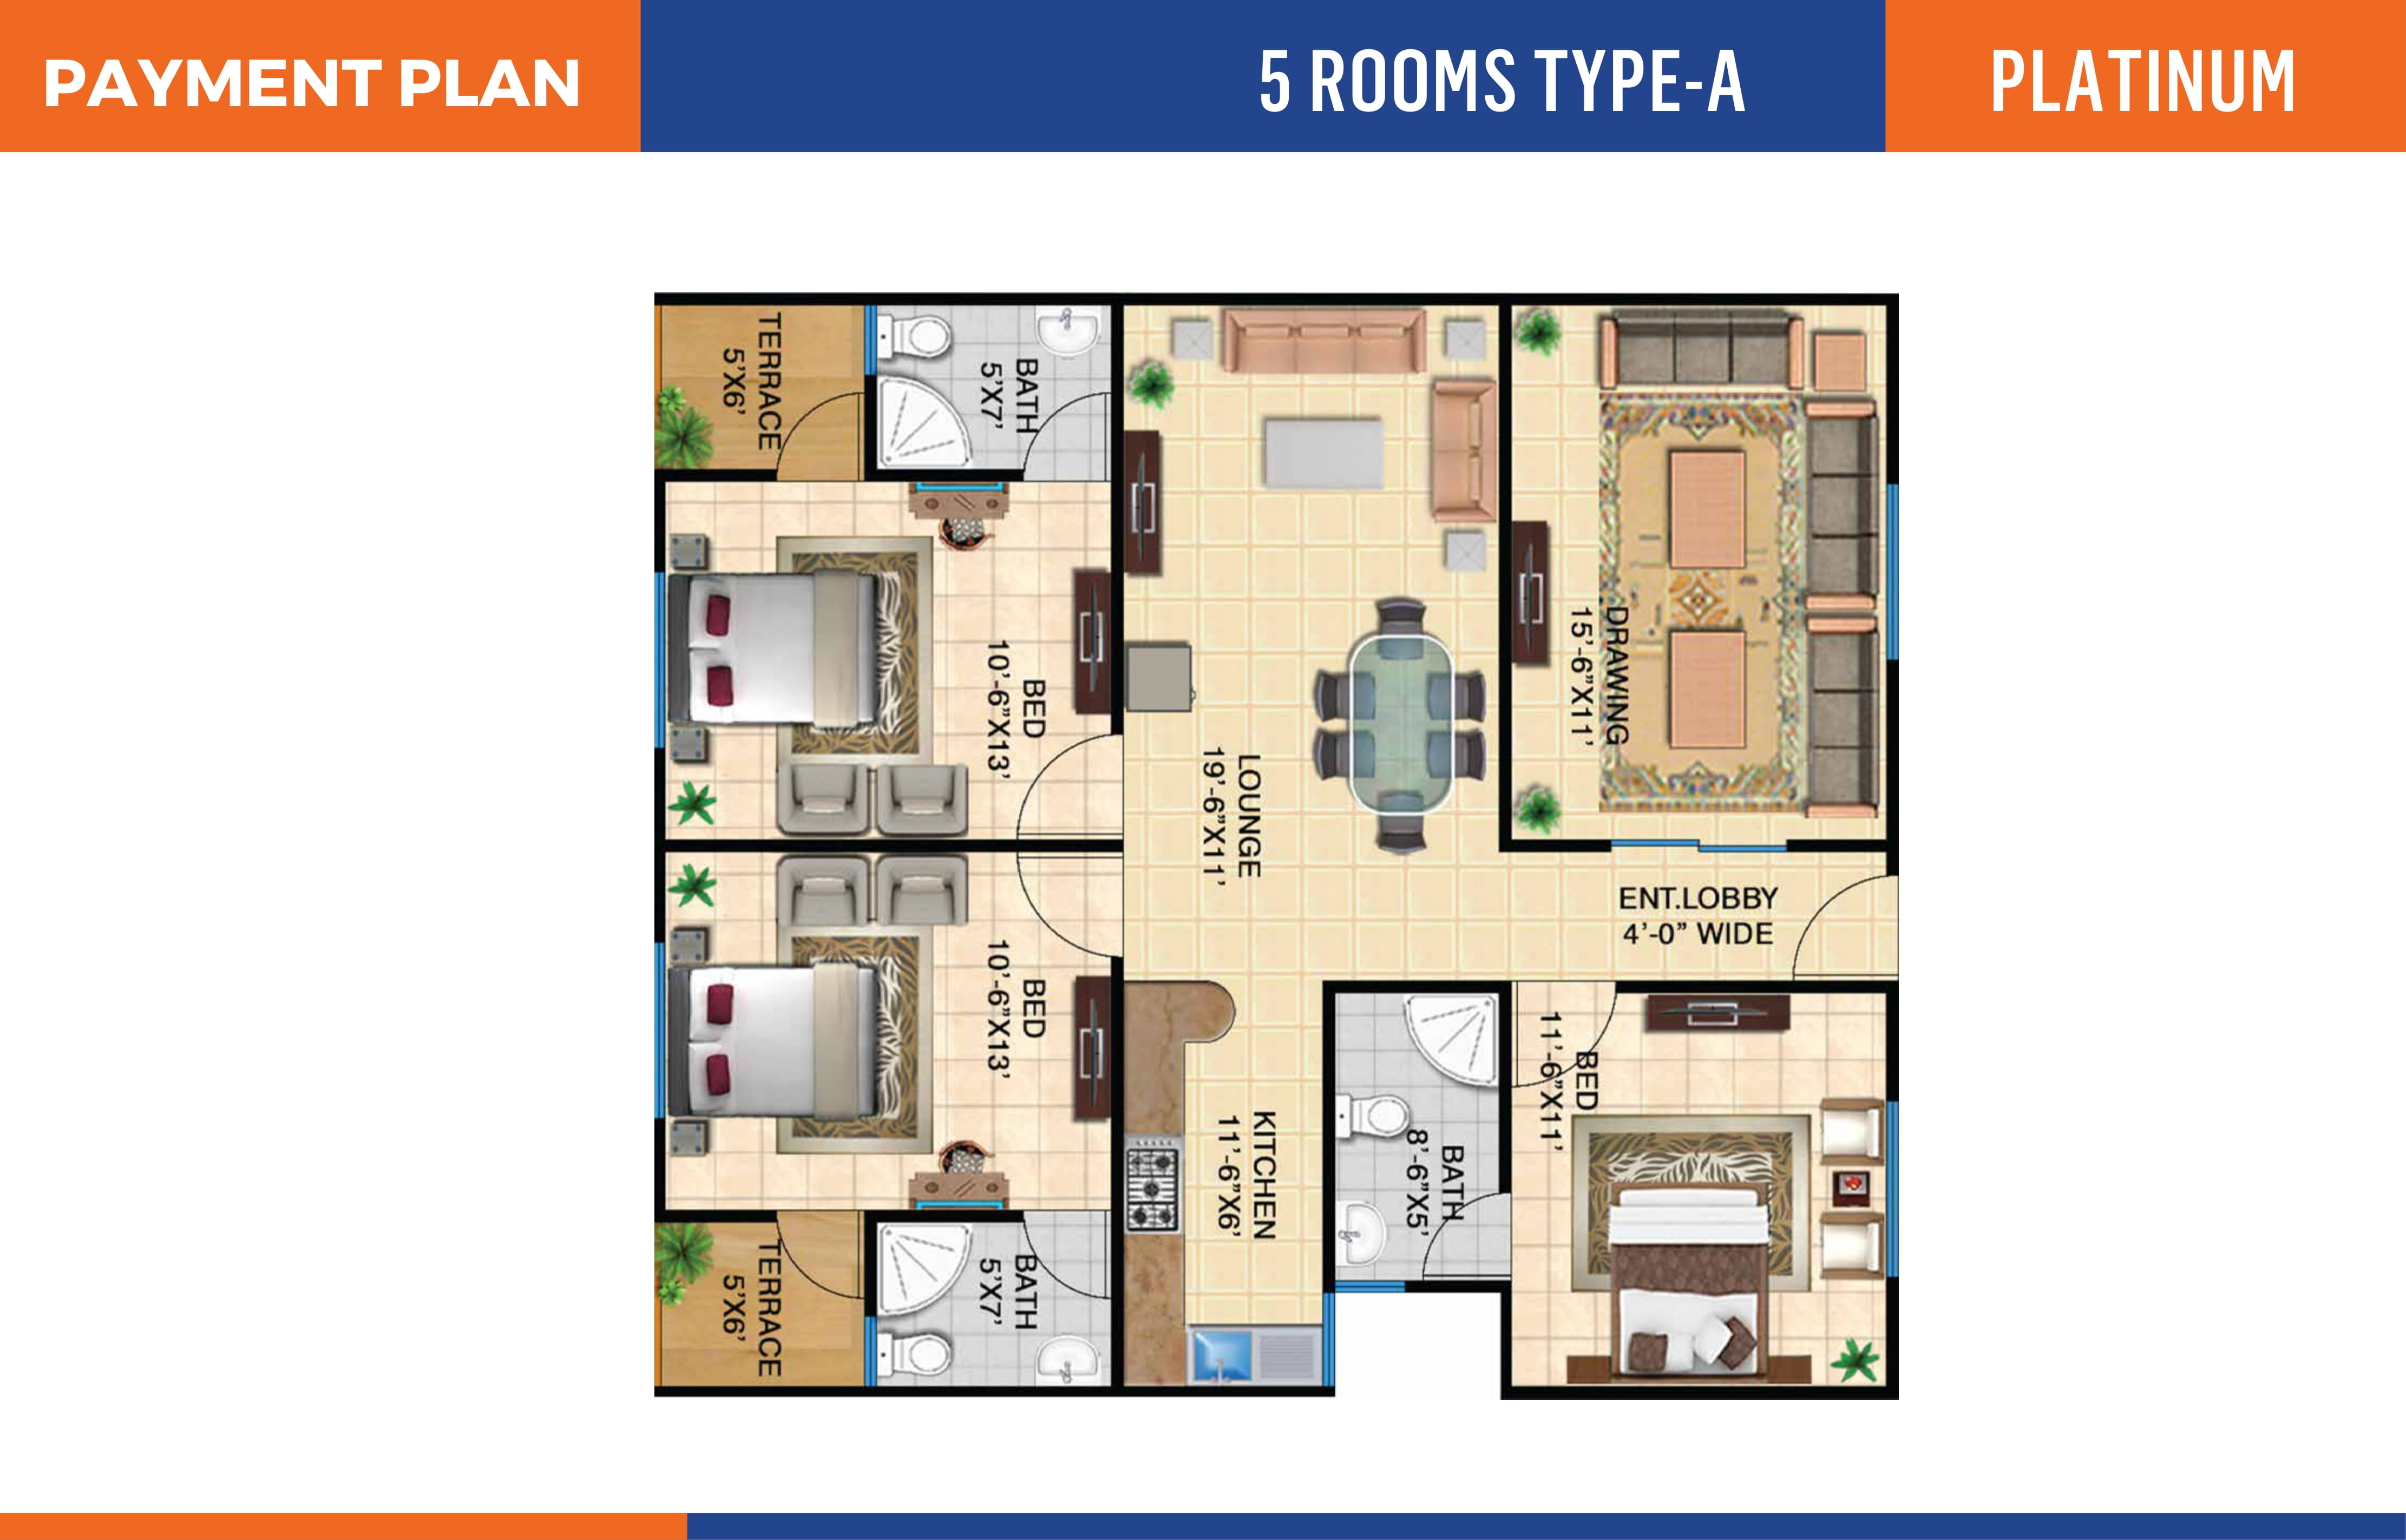 PAYMENT PLAN
5 ROOMS TYPE-A
PLATINUM
TERRACE
5'X6'
BATH
5'X7'
BED
10'-6"X13'
LOUNGE
19'-6"X11'
DRAWING
15'-6"X11'
ENT.LOBBY
4'-0" WIDE
BED
10'-6"X13'
KITCHEN
11'-6"X6'
BATH
8'-6"X5'
BED
11'-6"X11'
TERRACE
5'X6'
BATH
5'X7'